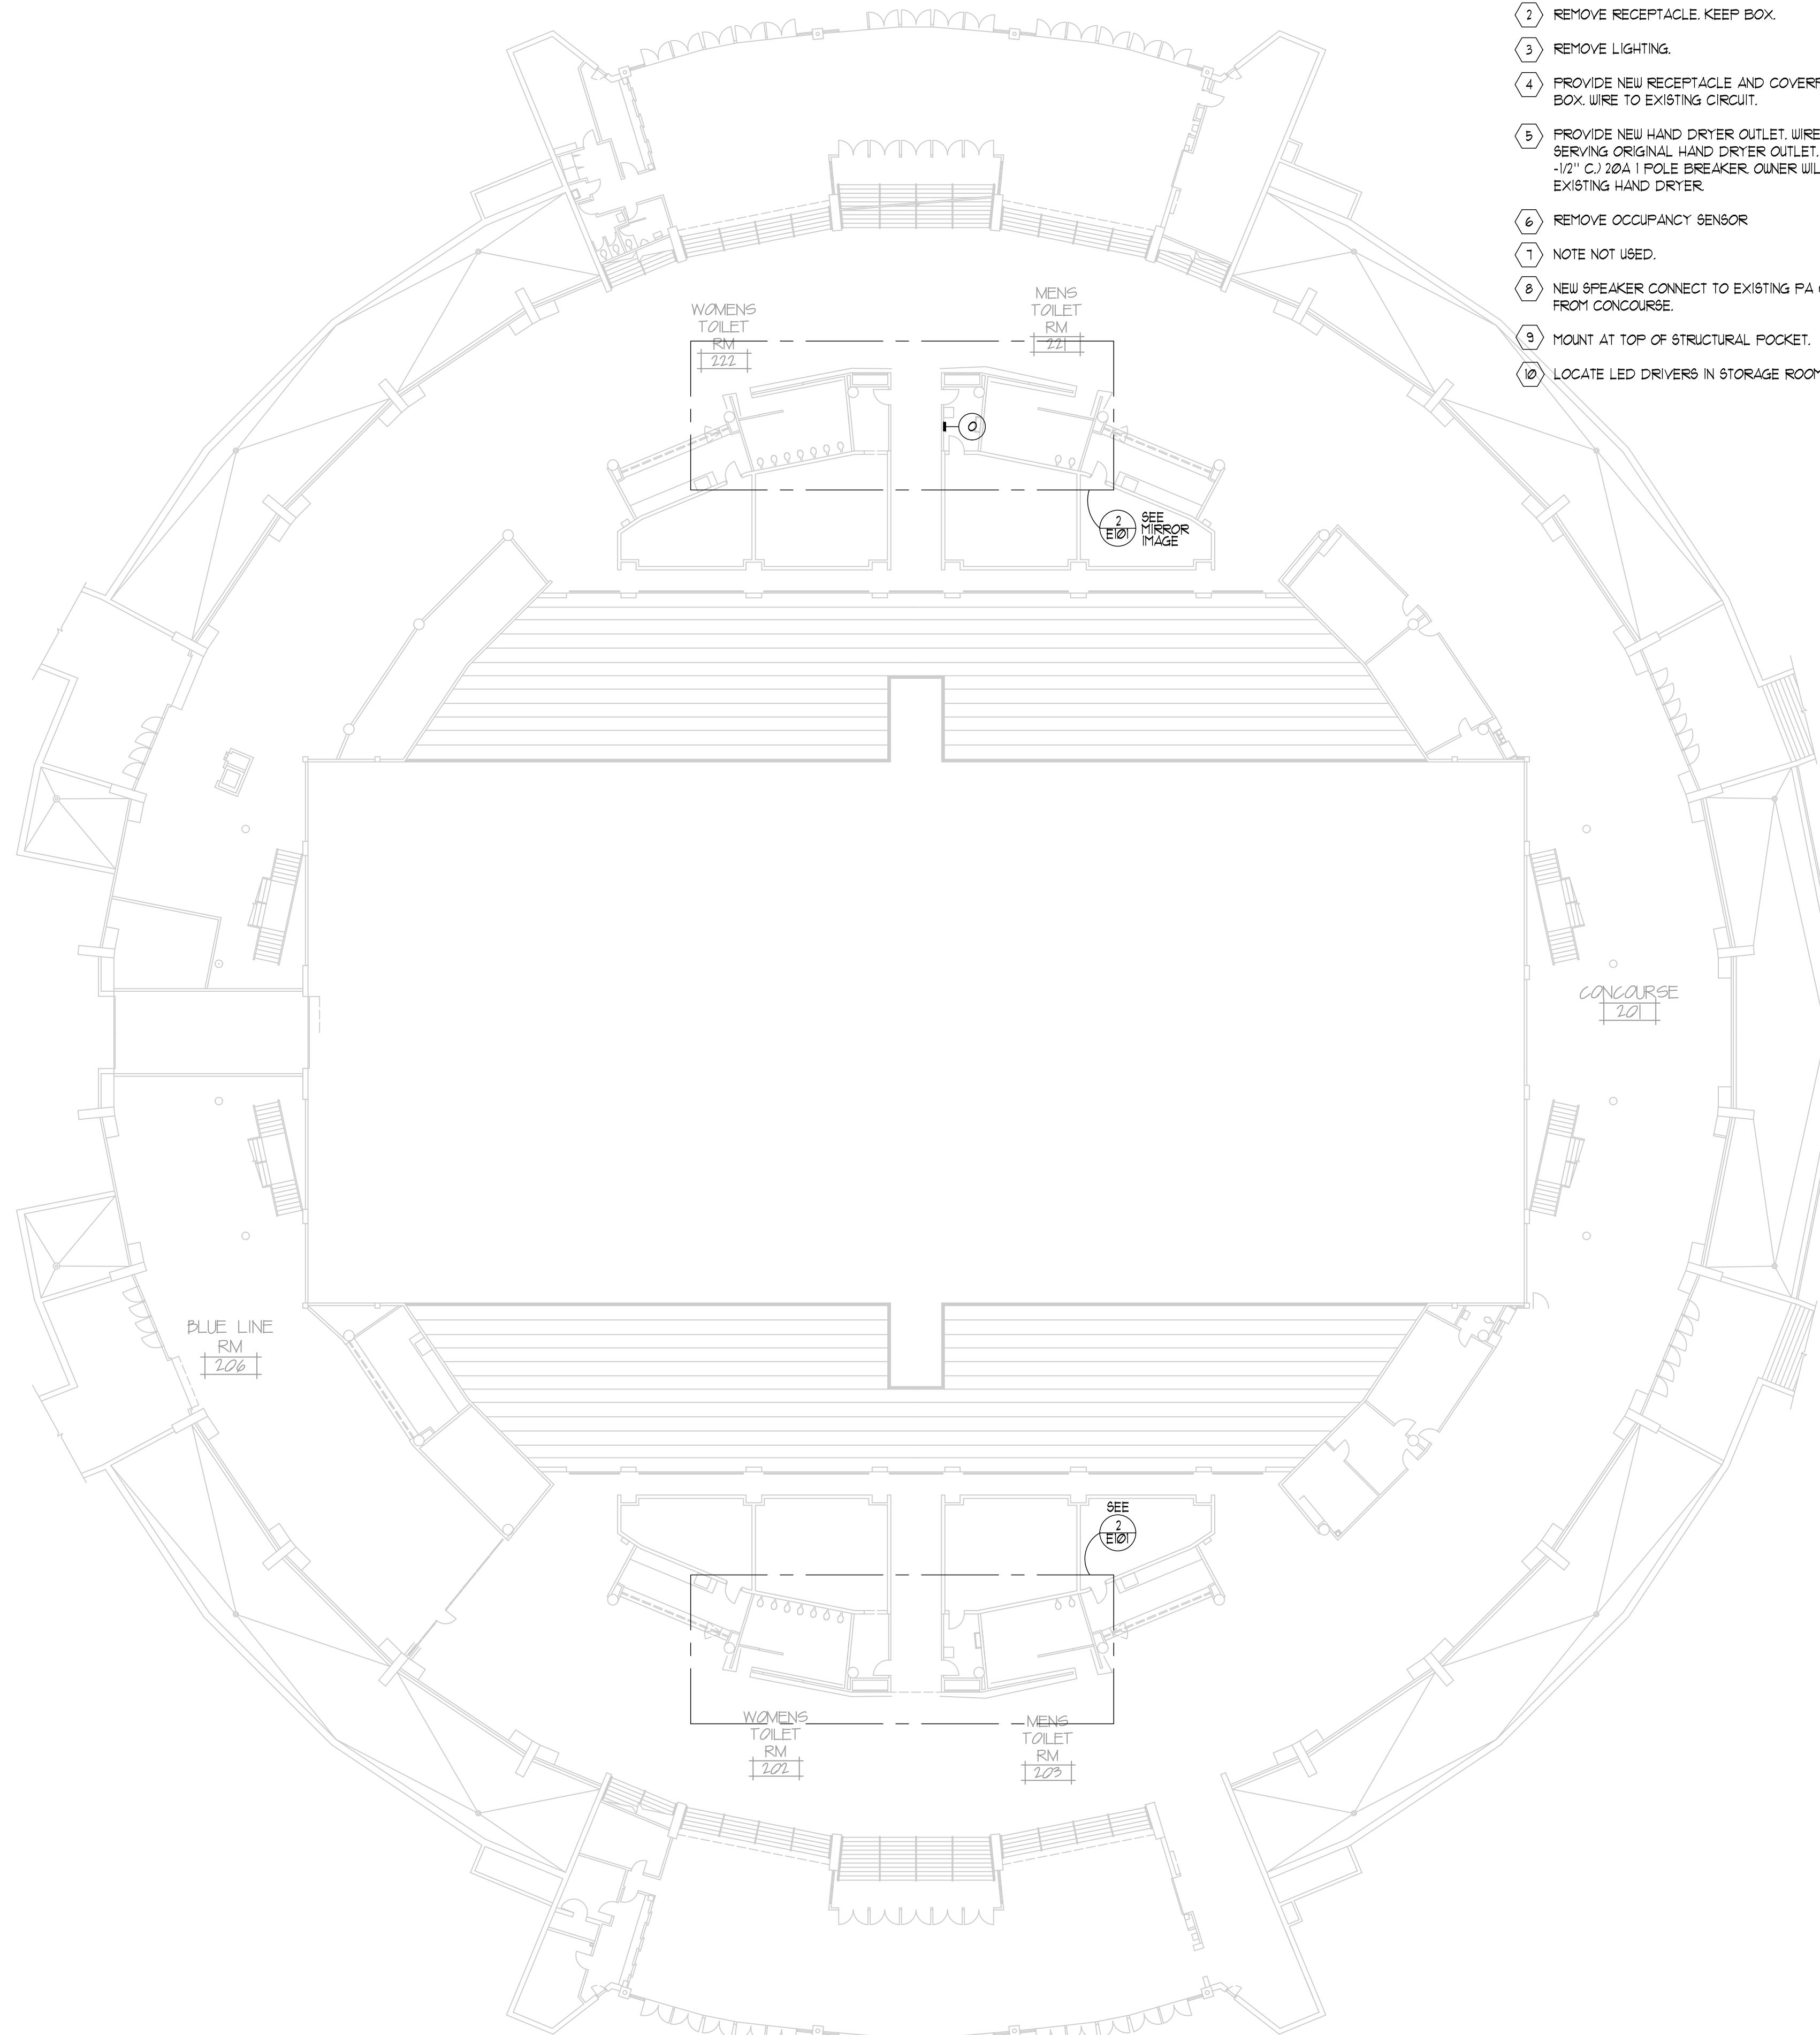 2 REMOVE RECEPTACLE. KEEP BOX.
3 REMOVE LIGHTING.
4 PROVIDE NEW RECEPTACLE AND
BOX. WIRE TO EXISTING CIRCUIT.
5 PROVIDE NEW HAND DRYER OUTLET. WIRE
SERVING ORIGINAL HAND DRYER OUTLET.
-1/2" C.) 20A 1 POLE BREAKER. OWNER
EXISTING HAND DRYER.
6 REMOVE OCCUPANCY SENSOR
7 NOTE NOT USED.
8 NEW SPEAKER CONNECT TO EXISTING PA
FROM CONCOURSE.
9 MOUNT AT TOP OF STRUCTURAL POCKET.
10 LOCATE LED DRIVERS IN STORAGE ROOM
WOMENS
TOILET
RM
222
MENS
TOILET
RM
221
O
2
E101
SEE
MIRROR
IMAGE
CONCOURSE
201
BLUE LINE
RM
206
SEE
2
E101
WOMENS
TOILET
RM
202
MENS
TOILET
RM
203